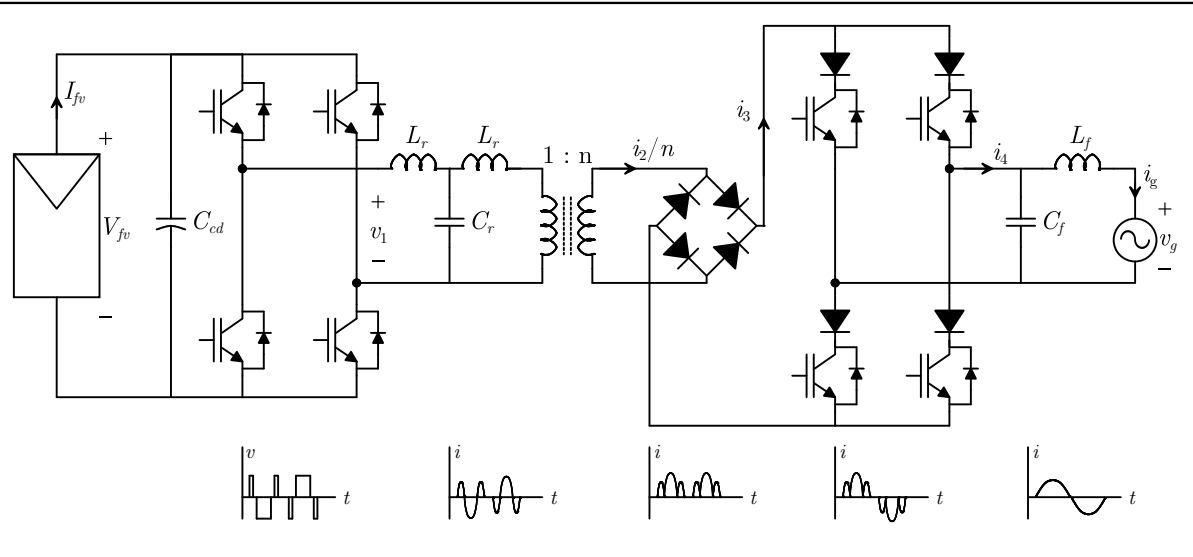 I_fv
+
V_fv
−
C_cd
L_r
L_r
+
v_1
−
C_r
1 : n
i_2/n
i_3
i_4
L_f
C_f
i_g
+
v_g
−
v
t
i
t
i
t
i
t
i
t